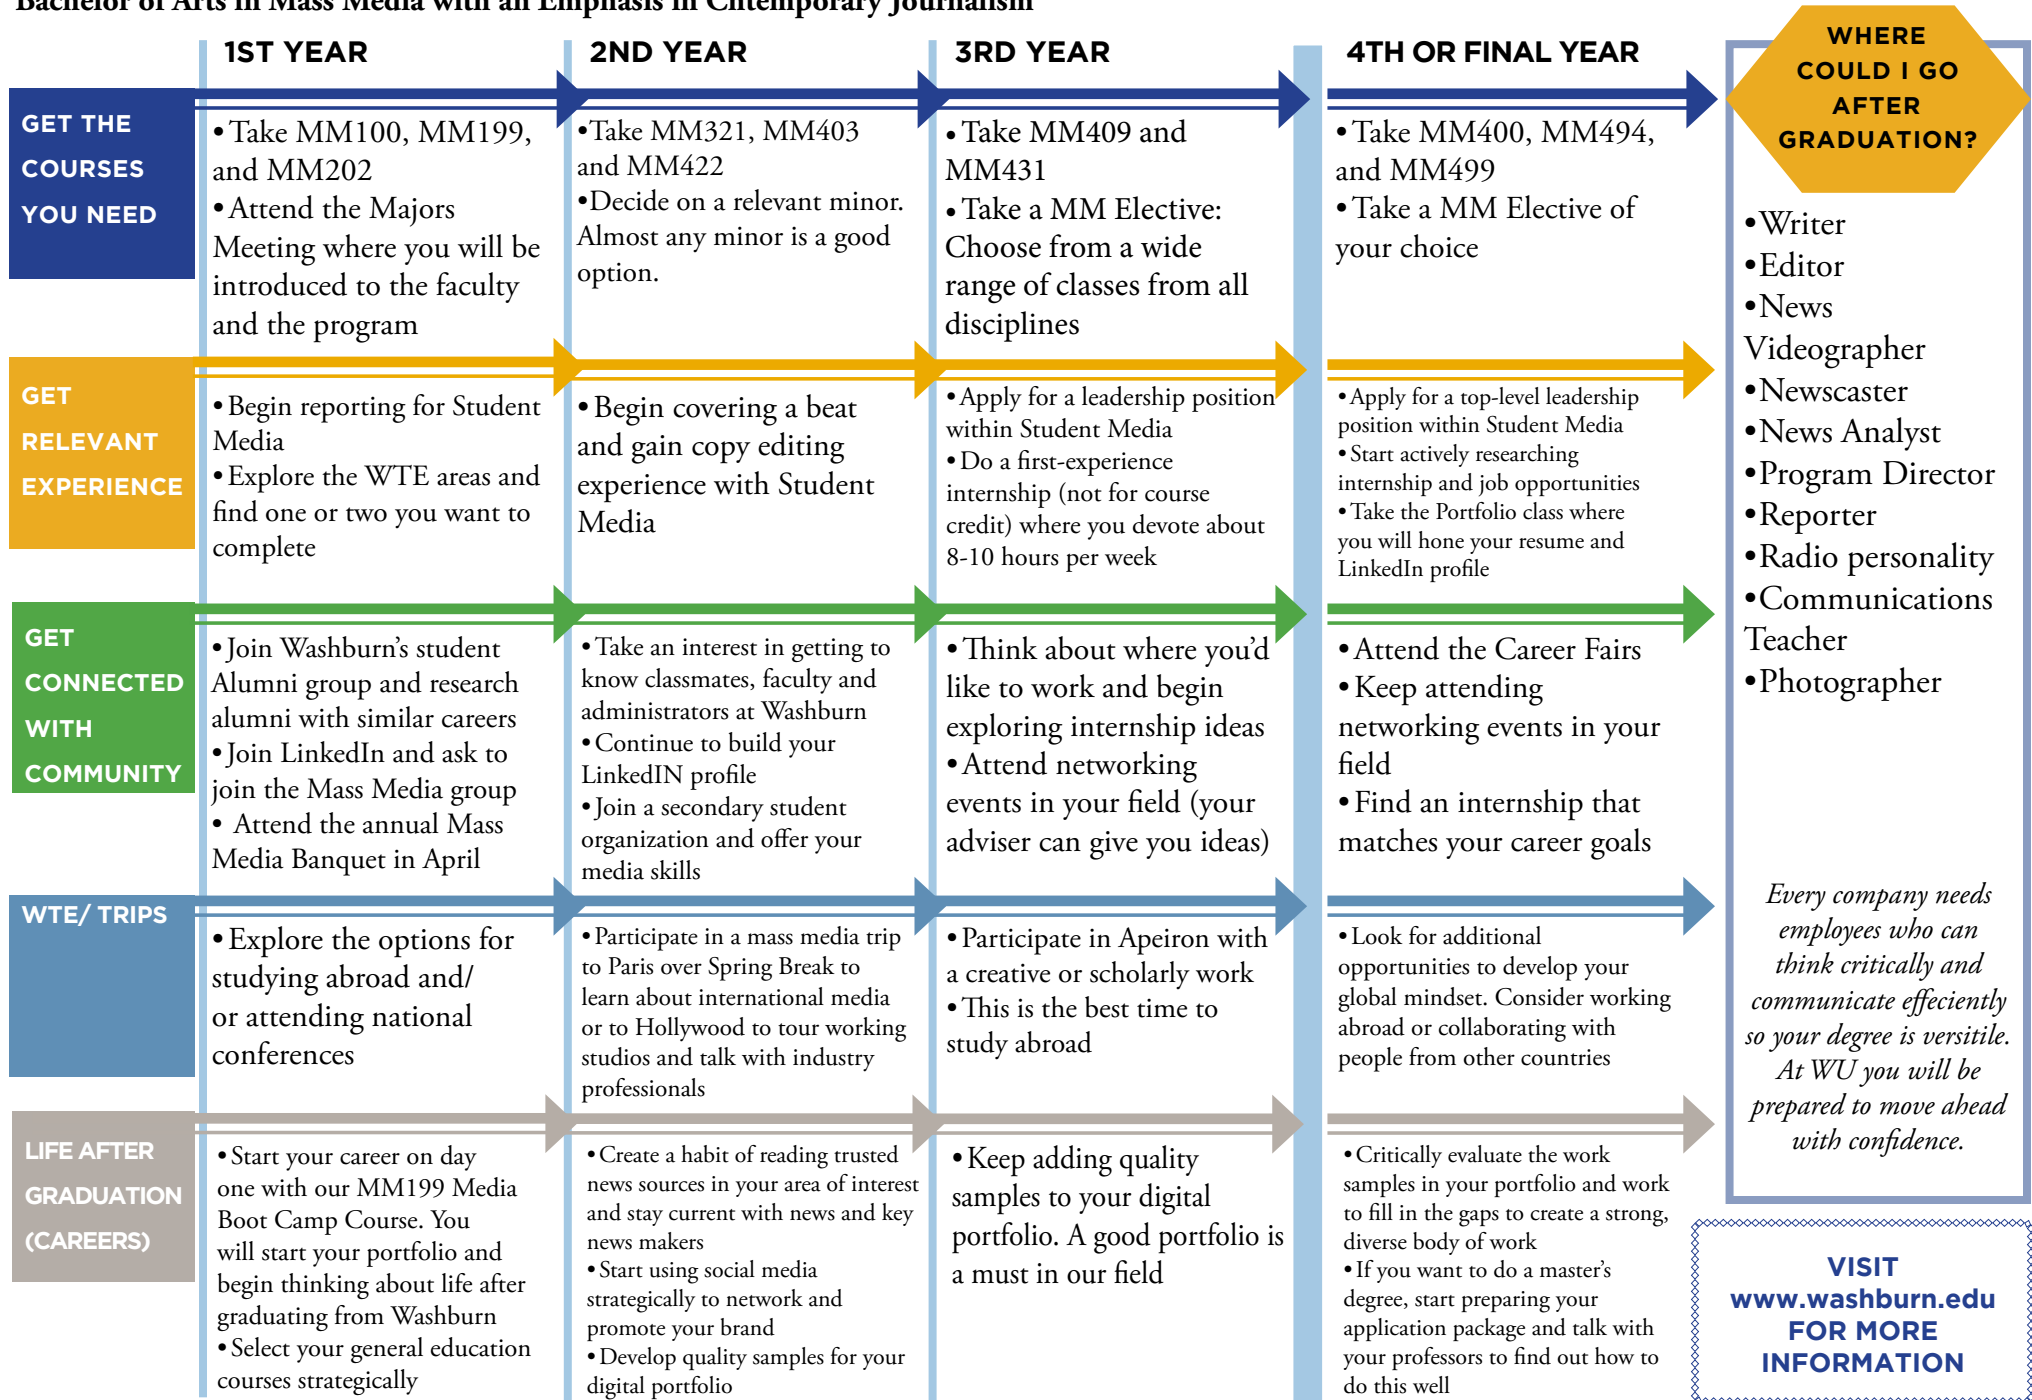 Bachelor of Arts in Mass Media with an Emphasis in Cntemporary Journalism
1ST YEAR
2ND YEAR
3RD YEAR
4TH OR FINAL YEAR
GET THE
COURSES
YOU NEED
•Take MM100, MM199,
and MM202
•Attend the Majors
Meeting where you will be
introduced to the faculty
and the program
•Take MM321, MM403
and MM422
•Decide on a relevant minor.
Almost any minor is a good
option.
•Take MM409 and
MM431
•Take a MM Elective:
Choose from a wide
range of classes from all
disciplines
•Take MM400, MM494,
and MM499
•Take a MM Elective of
your choice
GET
RELEVANT
EXPERIENCE
•Begin reporting for Student
Media
•Explore the WTE areas and
find one or two you want to
complete
•Begin covering a beat
and gain copy editing
experience with Student
Media
•Apply for a leadership position
within Student Media
•Do a first-experience
internship (not for course
credit) where you devote about
8-10 hours per week
•Apply for a top-level leadership
position within Student Media
•Start actively researching
internship and job opportunities
•Take the Portfolio class where
you will hone your resume and
LinkedIn profile
GET
CONNECTED
WITH
COMMUNITY
•Join Washburn's student
Alumni group and research
alumni with similar careers
•Join LinkedIn and ask to
join the Mass Media group
• Attend the annual Mass
Media Banquet in April
•Take an interest in getting to
know classmates, faculty and
administrators at Washburn
•Continue to build your
LinkedIN profile
•Join a secondary student
organization and offer your
media skills
•Think about where you'd
like to work and begin
exploring internship ideas
•Attend networking
events in your field (your
adviser can give you ideas)
•Attend the Career Fairs
•Keep attending
networking events in your
field
•Find an internship that
matches your career goals
WTE/ TRIPS
•Explore the options for
studying abroad and/
or attending national
conferences
•Participate in a mass media trip
to Paris over Spring Break to
learn about international media
or to Hollywood to tour working
studios and talk with industry
professionals
•Participate in Apeiron with
a creative or scholarly work
•This is the best time to
study abroad
•Look for additional
opportunities to develop your
global mindset. Consider working
abroad or collaborating with
people from other countries
LIFE AFTER
GRADUATION
(CAREERS)
•Start your career on day
one with our MM199 Media
Boot Camp Course. You
will start your portfolio and
begin thinking about life after
graduating from Washburn
•Select your general education
courses strategically
•Create a habit of reading trusted
news sources in your area of interest
and stay current with news and key
news makers
•Start using social media
strategically to network and
promote your brand
•Develop quality samples for your
digital portfolio
•Keep adding quality
samples to your digital
portfolio. A good portfolio is
a must in our field
•Critically evaluate the work
samples in your portfolio and work
to fill in the gaps to create a strong,
diverse body of work
•If you want to do a master's
degree, start preparing your
application package and talk with
your professors to find out how to
do this well
WHERE
COULD I GO
AFTER
GRADUATION?
•Writer
•Editor
•News
Videographer
•Newscaster
•News Analyst
•Program Director
•Reporter
•Radio personality
•Communications
Teacher
•Photographer
Every company needs
employees who can
think critically and
communicate effeciently
so your degree is versitile.
At WU you will be
prepared to move ahead
with confidence.
VISIT
www.washburn.edu
FOR MORE
INFORMATION